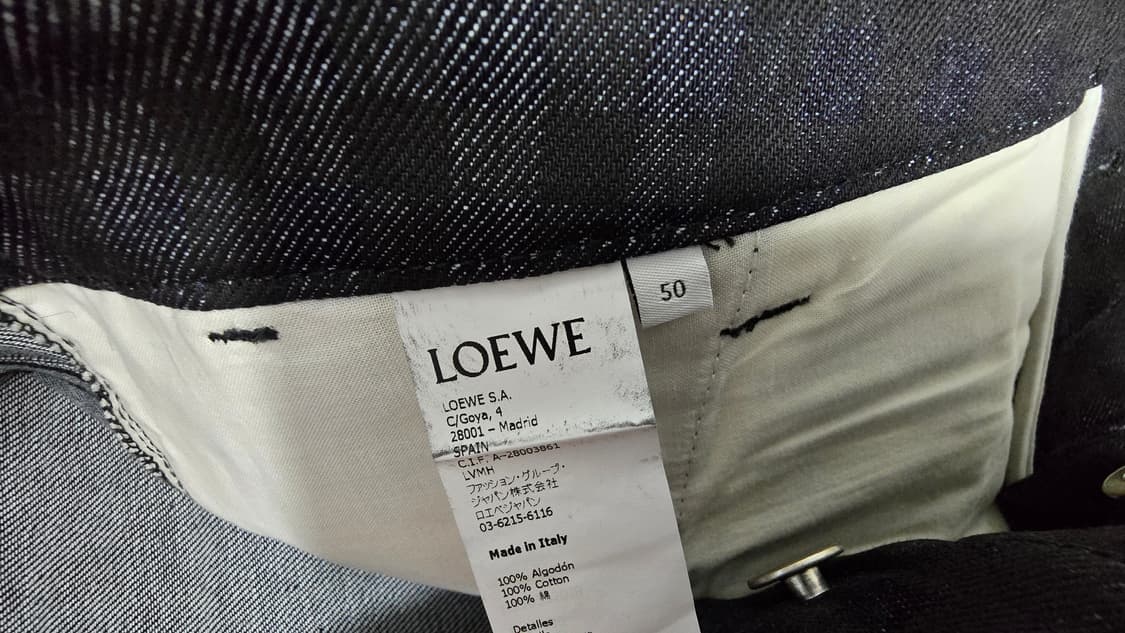 50
LOEWE
LOEWE S.A.
C/Goya, 4
28001 – Madrid
SPAIN
C.I.F. A-28003861
LVMH
ファッション・グループ・
ジャパン株式会社
ロエベジャパン
03-6215-6116
Made in Italy
100% Algodón
100% Cotton
100% 綿
Detalles